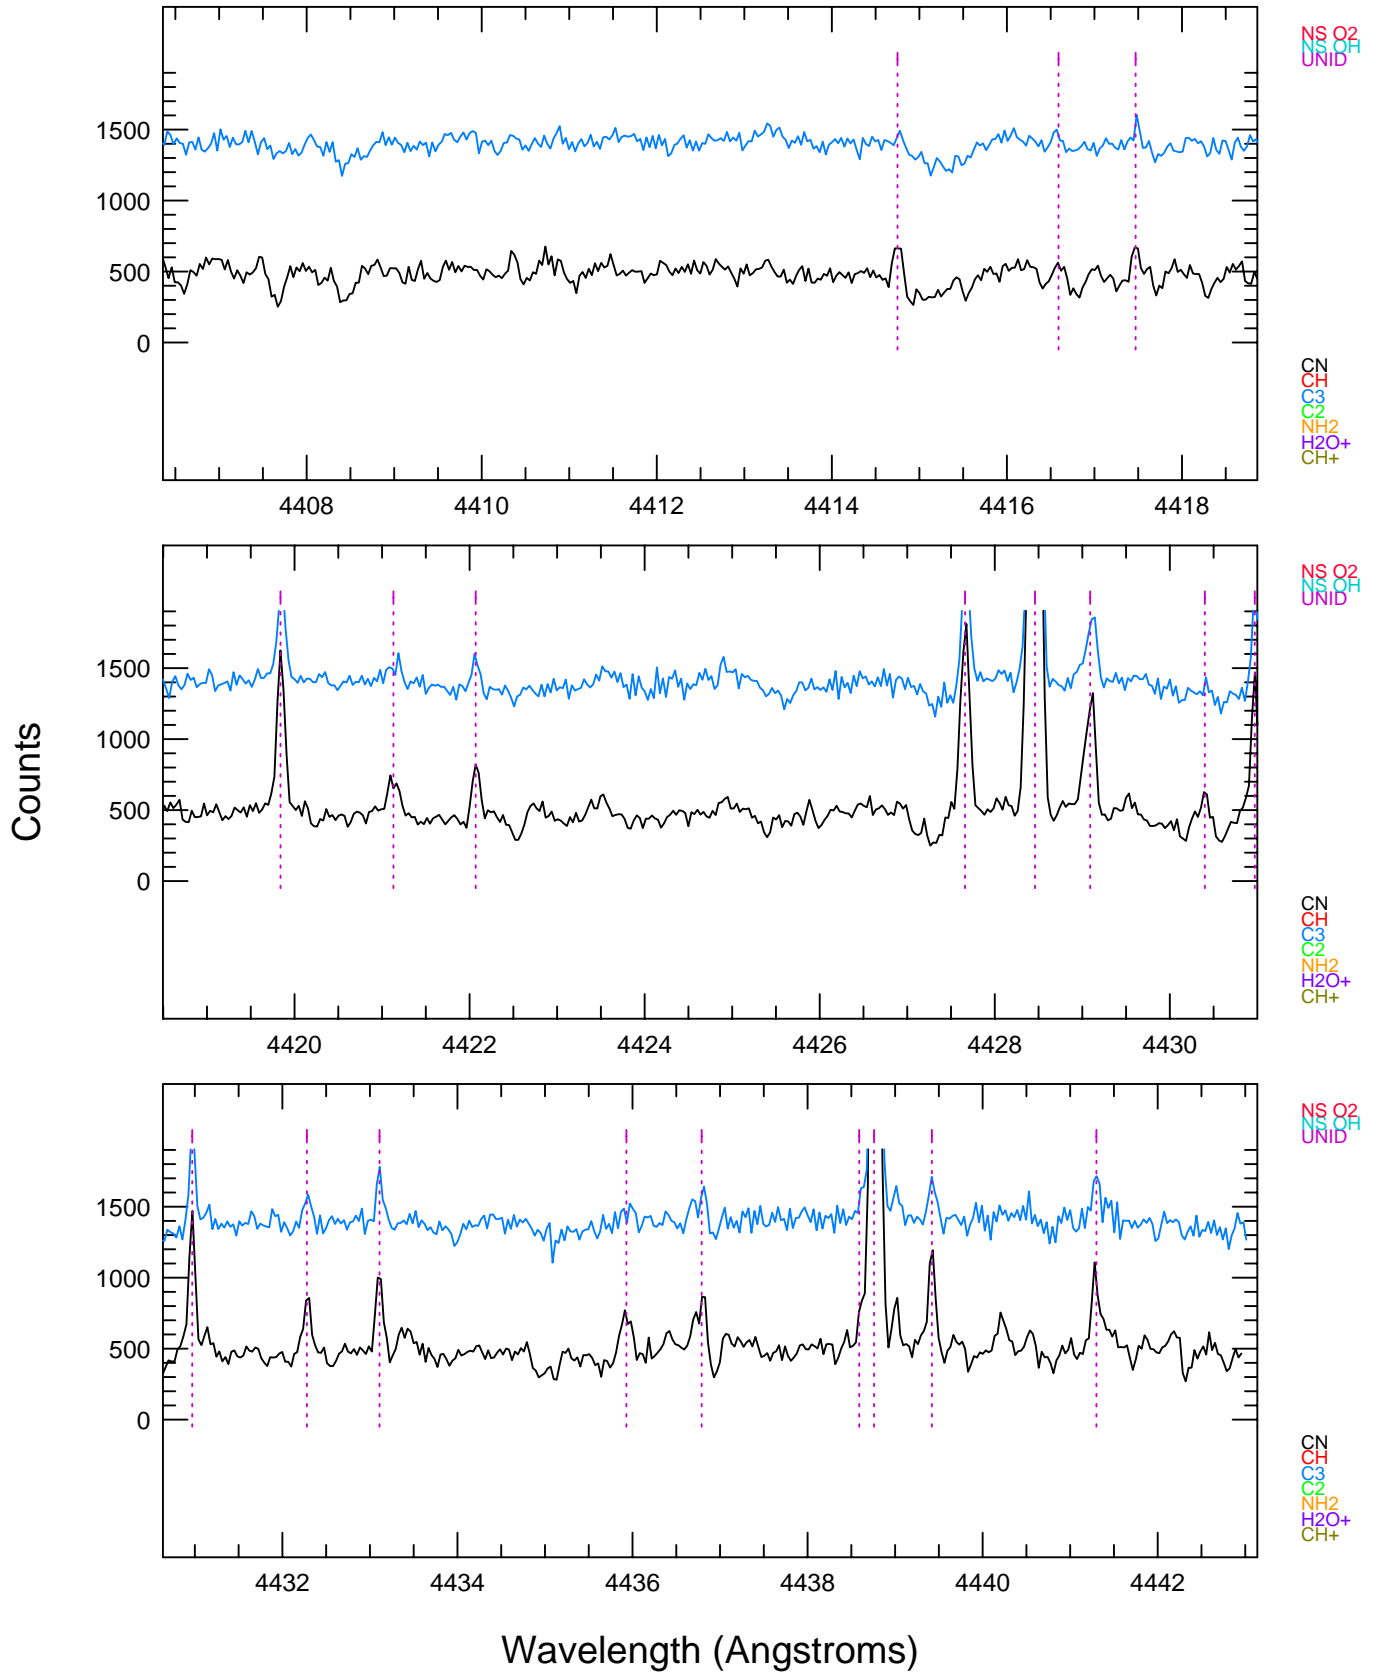 NS O2
NS OH
UNID
1500
1000
500
0
CN
CH
C3
C2
NH2
H2O+
CH+
4408 4410 4412 4414 4416 4418
NS O2
NS OH
UNID
1500
1000
500
0
CN
CH
C3
C2
NH2
H2O+
CH+
4420 4422 4424 4426 4428 4430
Counts
NS O2
NS OH
UNID
1500
1000
500
0
CN
CH
C3
C2
NH2
H2O+
CH+
4432 4434 4436 4438 4440 4442
Wavelength (Angstroms)